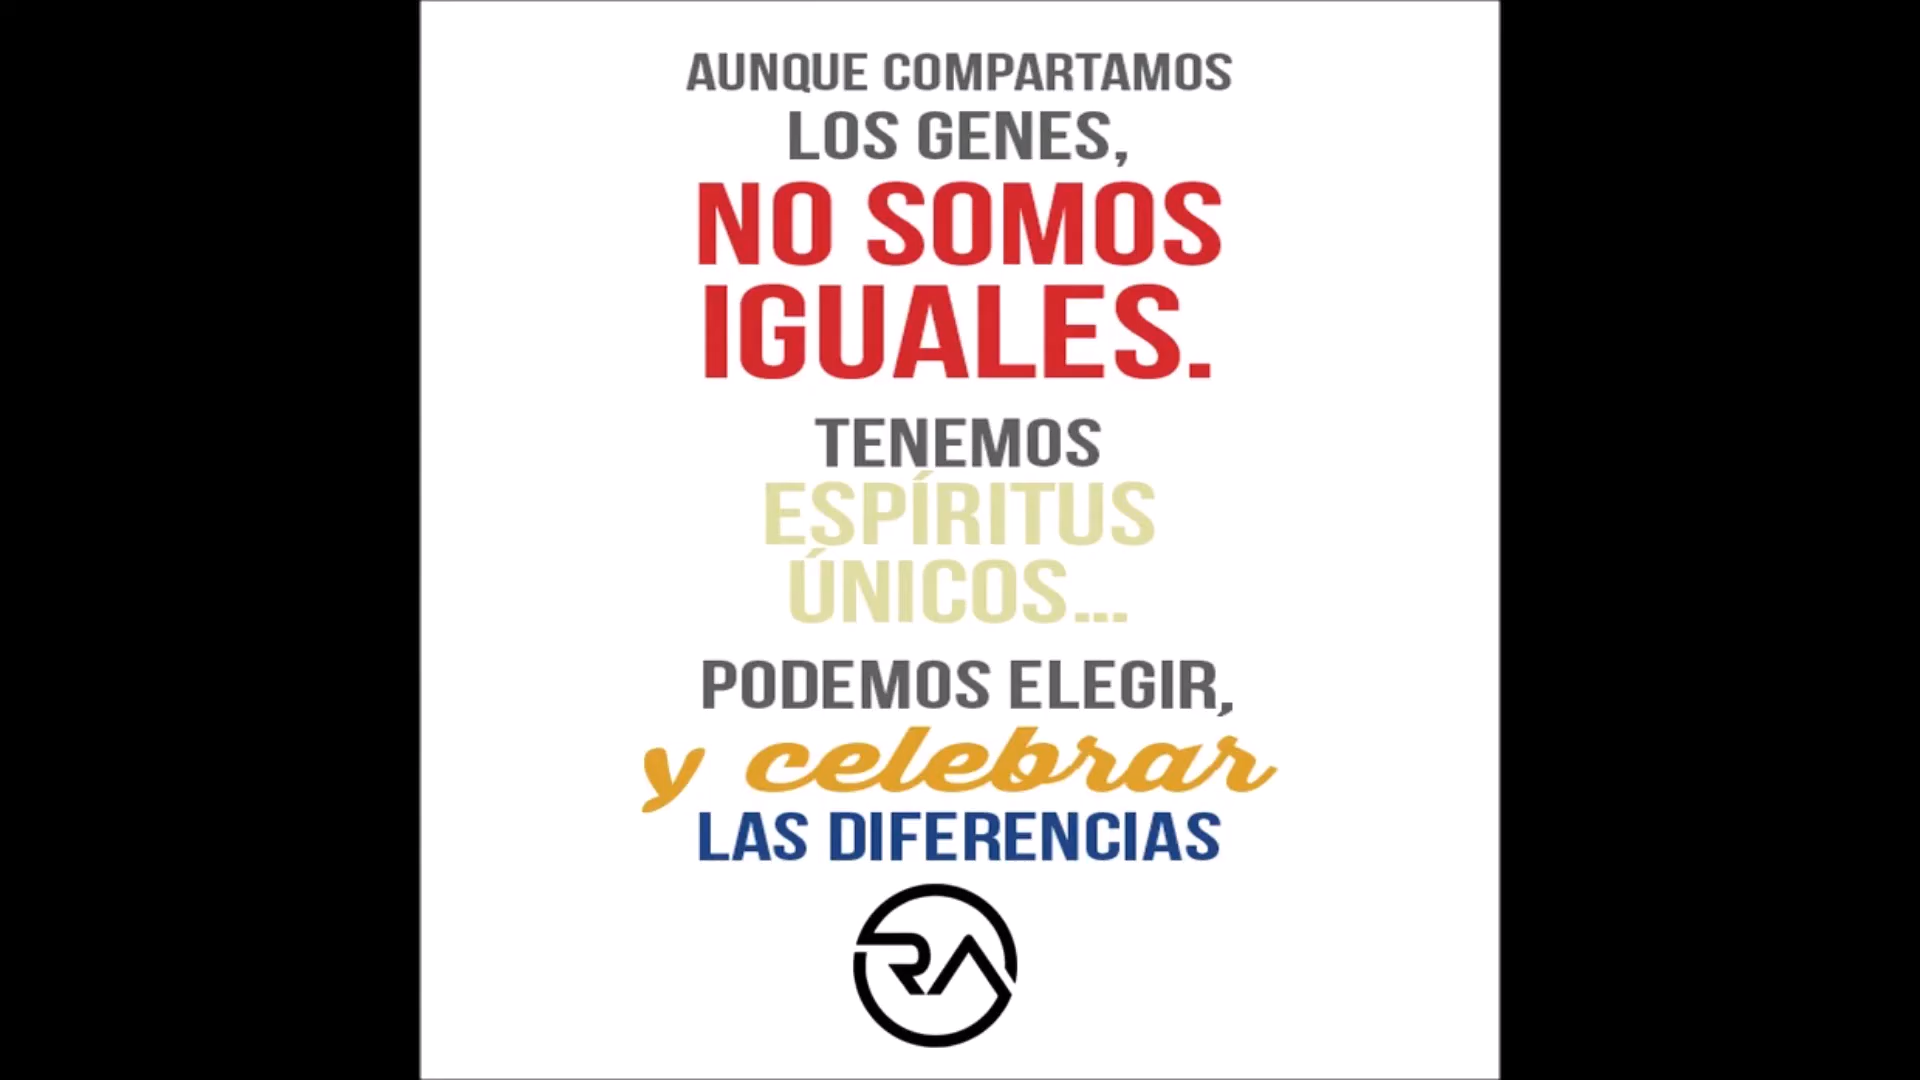 AUNQUE COMPARTAMOS
LOS GENES,
NO SOMOS
IGUALES.
TENEMOS
ESPÍRITUS
ÚNICOS...
PODEMOS ELEGIR,
y celebrar
LAS DIFERENCIAS
RA